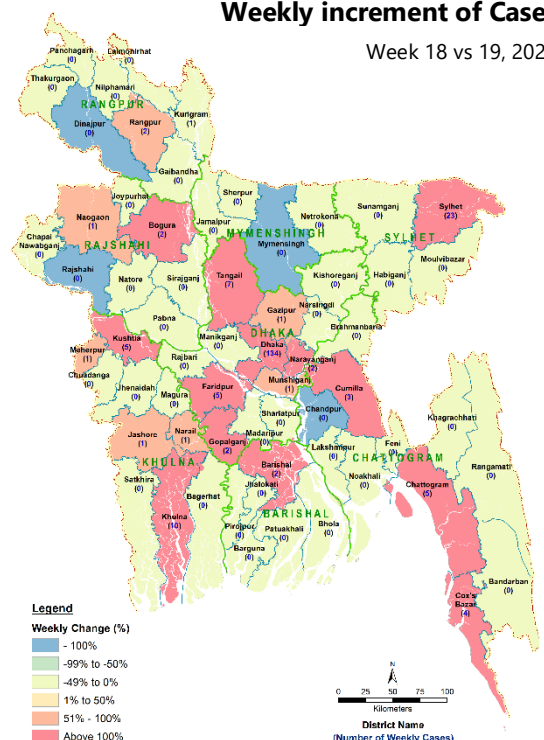 Weekly increment of Case
Week 18 vs 19, 202
Panchagarh
(0)
Lalmonirhat
(0)
Thakurgaon
(0)
Nilphamari
(0)
RANGPUR
Dinajpur
(0)
Rangpur
(2)
Kurigram
(1)
Gaibandha
(0)
Joypurhat
(0)
Naogaon
(1)
Bogura
(2)
Chapai
Nawabganj
(0)
RAJSHAHI
Rajshahi
(0)
Natore
(0)
Sirajganj
(0)
Pabna
(0)
Sherpur
(0)
Jamalpur
(0)
MYMENSHINGH
Mymensingh
(0)
Netrokona
(0)
Sunamganj
(0)
Sylhet
(23)
SYLHET
Moulvibazar
(0)
Habiganj
(0)
Kishoreganj
(0)
Tangail
(7)
Gazipur
(1)
Narsingdi
(0)
Brahmanbaria
(0)
DHAKA
Manikganj
(0)
Dhaka
(134)
Narayanganj
(2)
Munshiganj
(1)
Kushtia
(5)
Meherpur
(1)
Chuadanga
(0)
Rajbari
(0)
Jhenaidah
(0)
Magura
(0)
Faridpur
(5)
Cumilla
(3)
Chandpur
(0)
Shariatpur
(0)
Madaripur
(0)
Gopalganj
(2)
Jashore
(1)
Narail
(1)
KHULNA
Satkhira
(0)
Khulna
(10)
Bagerhat
(0)
Barishal
(2)
Jhalokati
(0)
BARISHAL
Pirojpur
(0)
Patuakhali
(0)
Barguna
(0)
Bhola
(0)
Lakshmipur
(0)
Noakhali
(0)
Feni
(0)
CHATTOGRAM
Chattogram
(5)
Khagrachhati
(0)
Rangamati
(0)
Bandarban
(0)
Cox's
Bazar
(4)
Legend
Weekly Change (%)
- 100%
-99% to -50%
-49% to 0%
1% to 50%
51% - 100%
Above 100%
N
0 25 50 75 100
Kilometers
District Name
(Number of Weekly Cases)